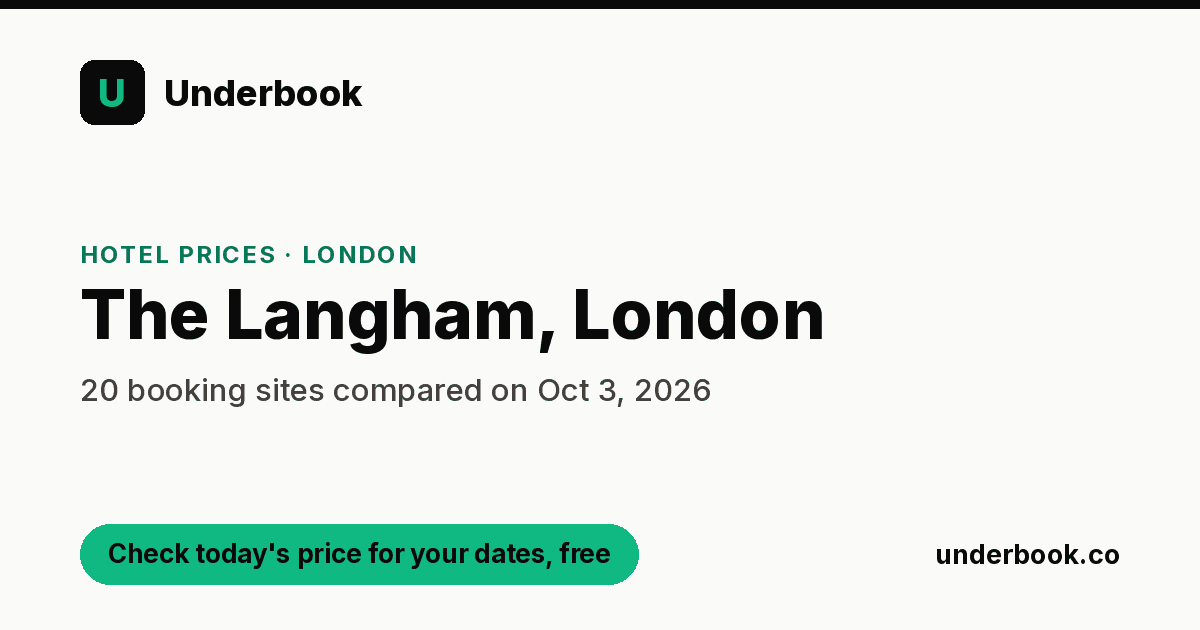 U Underbook
HOTEL PRICES · LONDON
The Langham, London
20 booking sites compared on Oct 3, 2026
Check today's price for your dates, free
underbook.co